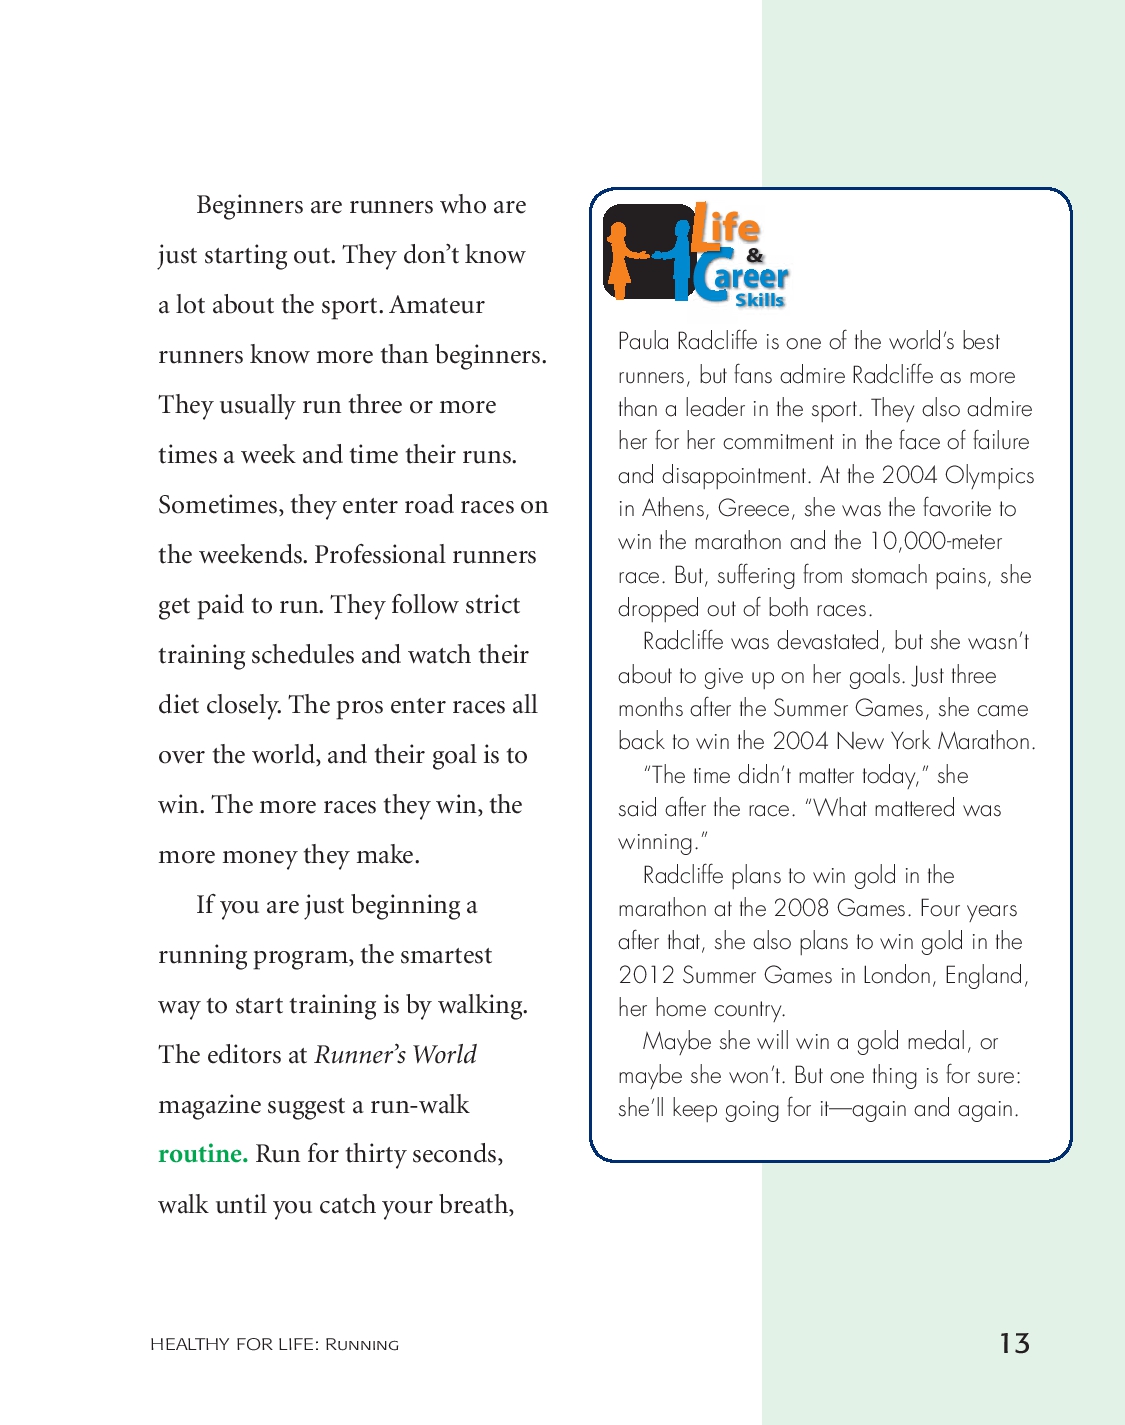 Beginners are runners who are
just starting out. They don’t know
a lot about the sport. Amateur
runners know more than beginners.
They usually run three or more
times a week and time their runs.
Sometimes, they enter road races on
the weekends. Professional runners
get paid to run. They follow strict
training schedules and watch their
diet closely. The pros enter races all
over the world, and their goal is to
win. The more races they win, the
more money they make.
If you are just beginning a
running program, the smartest
way to start training is by walking.
The editors at Runner’s World
magazine suggest a run-walk
routine. Run for thirty seconds,
walk until you catch your breath,
Life
&
Career
Skills
Paula Radcliffe is one of the world’s best
runners, but fans admire Radcliffe as more
than a leader in the sport. They also admire
her for her commitment in the face of failure
and disappointment. At the 2004 Olympics
in Athens, Greece, she was the favorite to
win the marathon and the 10,000-meter
race. But, suffering from stomach pains, she
dropped out of both races.
Radcliffe was devastated, but she wasn’t
about to give up on her goals. Just three
months after the Summer Games, she came
back to win the 2004 New York Marathon.
“The time didn’t matter today,” she
said after the race. “What mattered was
winning.”
Radcliffe plans to win gold in the
marathon at the 2008 Games. Four years
after that, she also plans to win gold in the
2012 Summer Games in London, England,
her home country.
Maybe she will win a gold medal, or
maybe she won’t. But one thing is for sure:
she’ll keep going for it—again and again.
HEALTHY FOR LIFE: Running
13